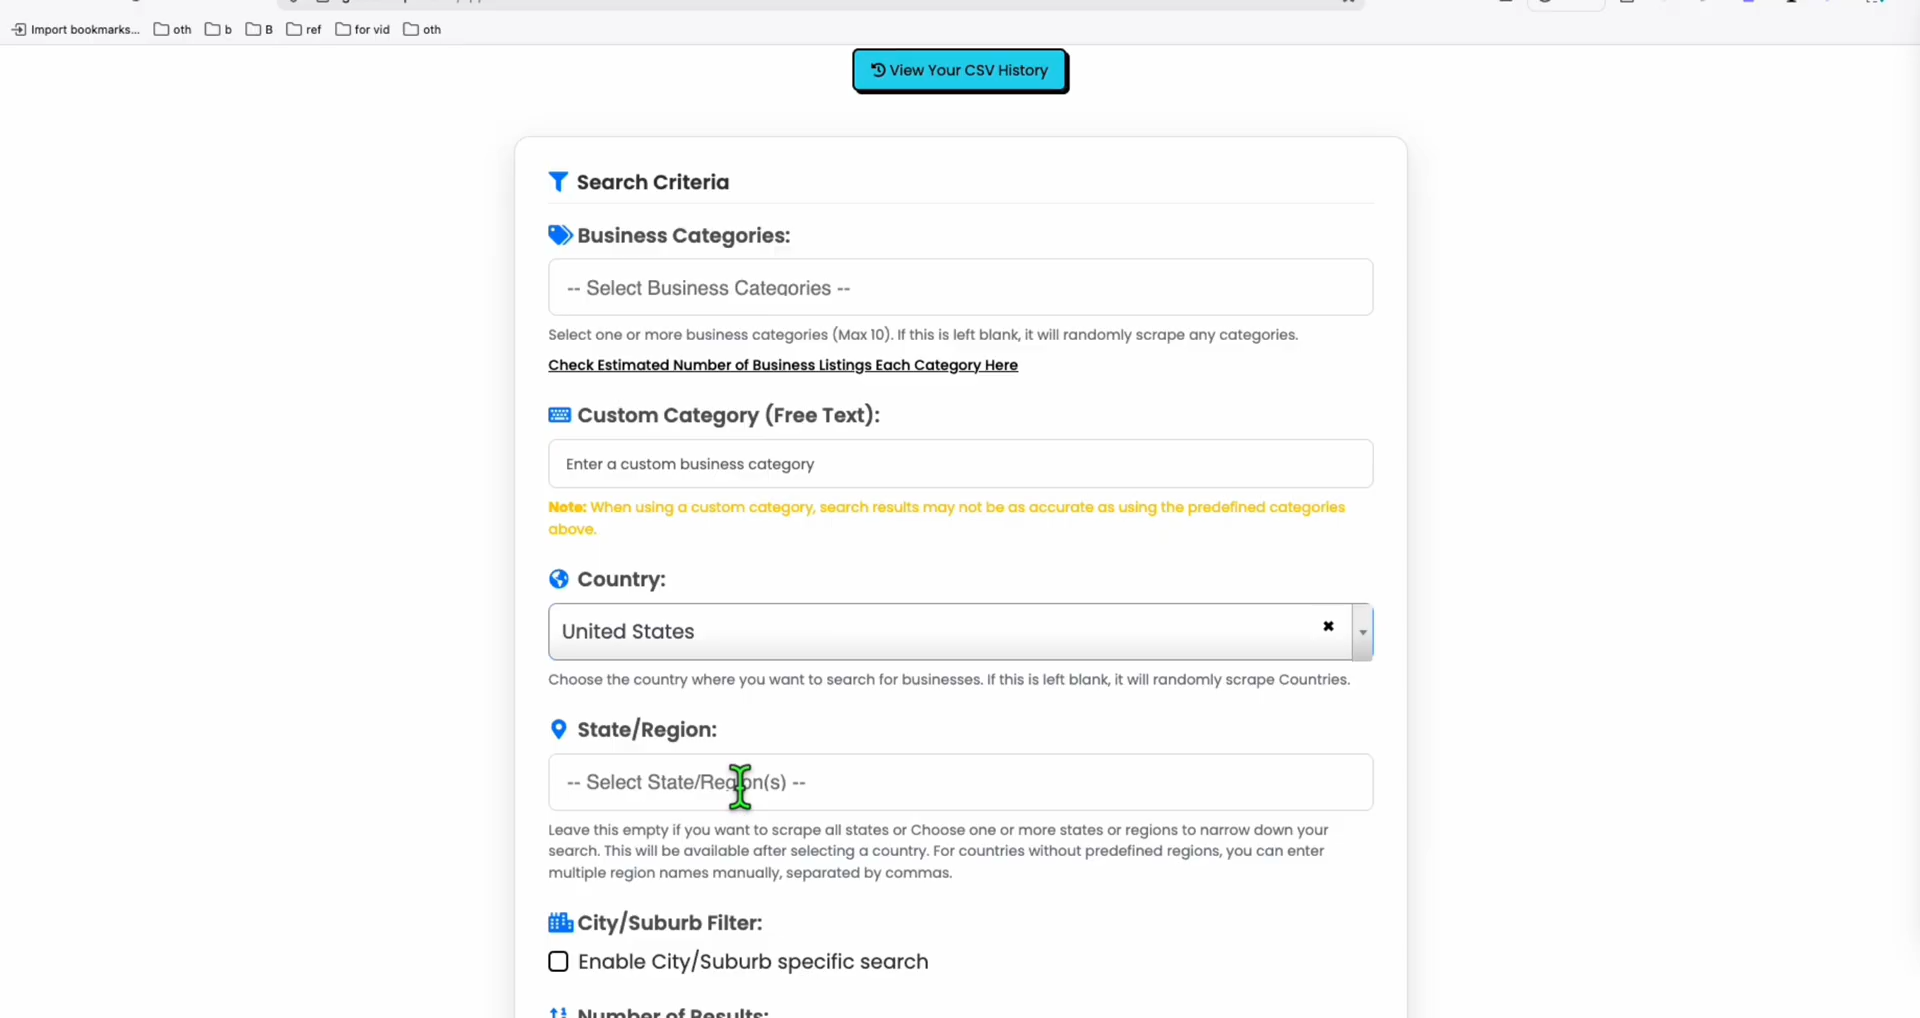 Import bookmarks... oth b B ref for vid oth
View Your CSV History
Search Criteria
Business Categories:
-- Select Business Categories --
Select one or more business categories (Max 10). If this is left blank, it will randomly scrape any categories.
Check Estimated Number of Business Listings Each Category Here
Custom Category (Free Text):
Enter a custom business category
Note: When using a custom category, search results may not be as accurate as using the predefined categories
above.
Country:
United States
Choose the country where you want to search for businesses. If this is left blank, it will randomly scrape Countries.
State/Region:
-- Select State/Region(s) --
Leave this empty if you want to scrape all states or Choose one or more states or regions to narrow down your
search. This will be available after selecting a country. For countries without predefined regions, you can enter
multiple region names manually, separated by commas.
City/Suburb Filter:
Enable City/Suburb specific search
Number of Results: